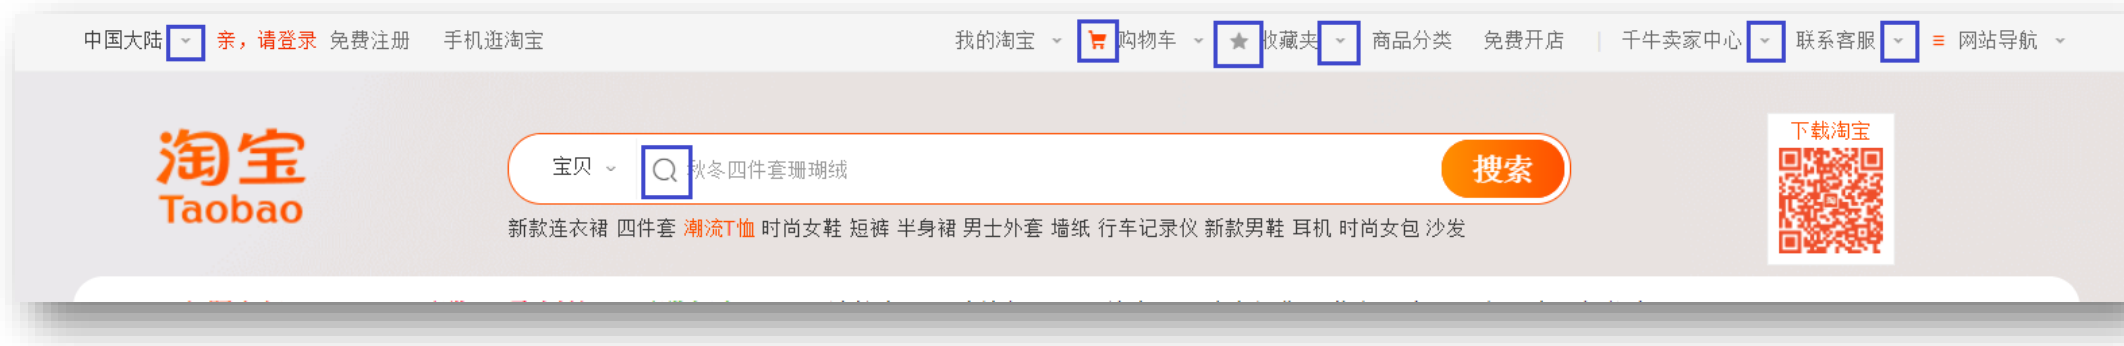 中国大陆 亲，请登录 免费注册 手机逛淘宝 我的淘宝 购物车 收藏夹 商品分类 免费开店 | 千牛卖家中心 联系客服 网站导航
淘宝
Taobao
宝贝 秋冬四件套珊瑚绒 搜索
新款连衣裙 四件套 潮流T恤 时尚女鞋 短裤 半身裙 男士外套 墙纸 行车记录仪 新款男鞋 耳机 时尚女包 沙发
下载淘宝